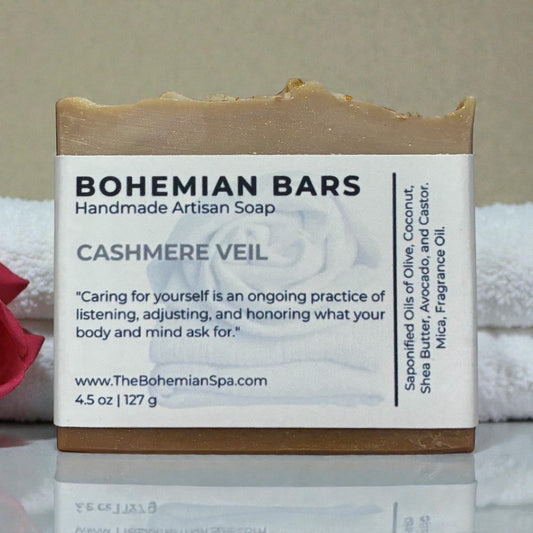 BOHEMIAN BARS
Handmade Artisan Soap
CASHMERE VEIL
"Caring for yourself is an ongoing practice of
listening, adjusting, and honoring what your
body and mind ask for."
www.TheBohemianSpa.com
4.5 oz | 127 g
Saponified Oils of Olive, Coconut,
Shea Butter, Avocado, and Castor.
Mica, Fragrance Oil.